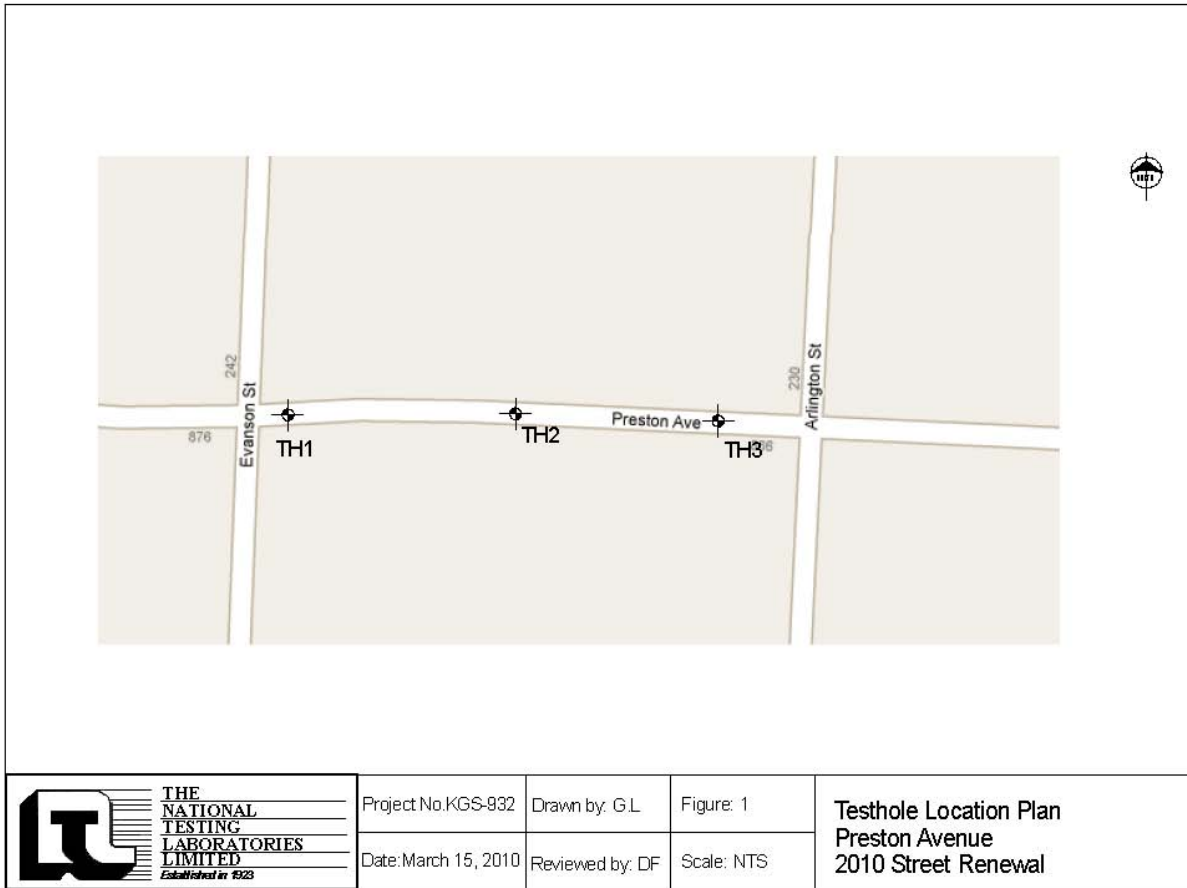 242
Evanson St
876
TH1
TH2
Preston Ave
TH3
230
Arlington St
THE
NATIONAL
TESTING
LABORATORIES
LIMITED
Established in 1923
Project No.KGS-932
Drawn by: G.L
Figure: 1
Date:March 15, 2010
Reviewed by: DF
Scale: NTS
Testhole Location Plan
Preston Avenue
2010 Street Renewal